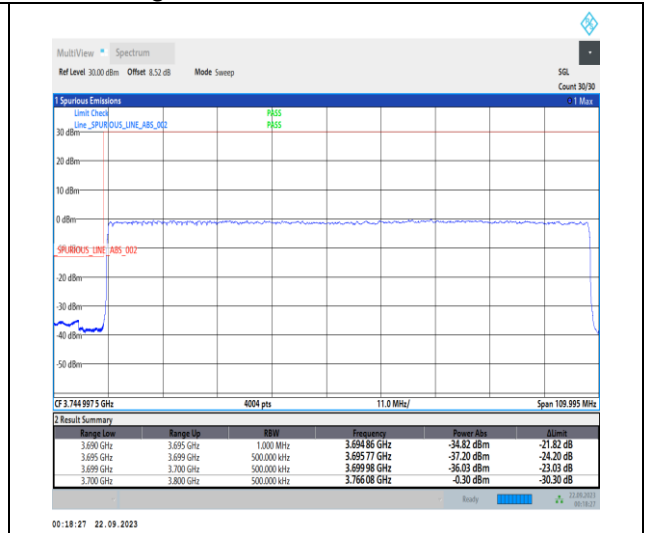 MultiView Spectrum
Ref Level 30.00 dBm Offset 8.52 dB Mode Sweep SGL
Count 30/30
1 Spurious Emissions 1 Max
Limit Check PASS
Line _SPURIOUS_LINE_ABS_002 PASS
30 dBm
20 dBm
10 dBm
0 dBm
_SPURIOUS_LINE_ABS_002
-20 dBm
-30 dBm
-40 dBm
-50 dBm
CF 3.744 997 5 GHz 4004 pts 11.0 MHz/ Span 109.995 MHz
2 Result Summary
Range Low Range Up RBW Frequency Power Abs ΔLimit
3.690 GHz 3.695 GHz 1.000 MHz 3.694 86 GHz -34.82 dBm -21.82 dB
3.695 GHz 3.699 GHz 500.000 kHz 3.695 77 GHz -37.20 dBm -24.20 dB
3.699 GHz 3.700 GHz 500.000 kHz 3.699 98 GHz -36.03 dBm -23.03 dB
3.700 GHz 3.800 GHz 500.000 kHz 3.766 08 GHz -0.30 dBm -30.30 dB
Ready 22.09.2023
00:18:27
00:18:27 22.09.2023